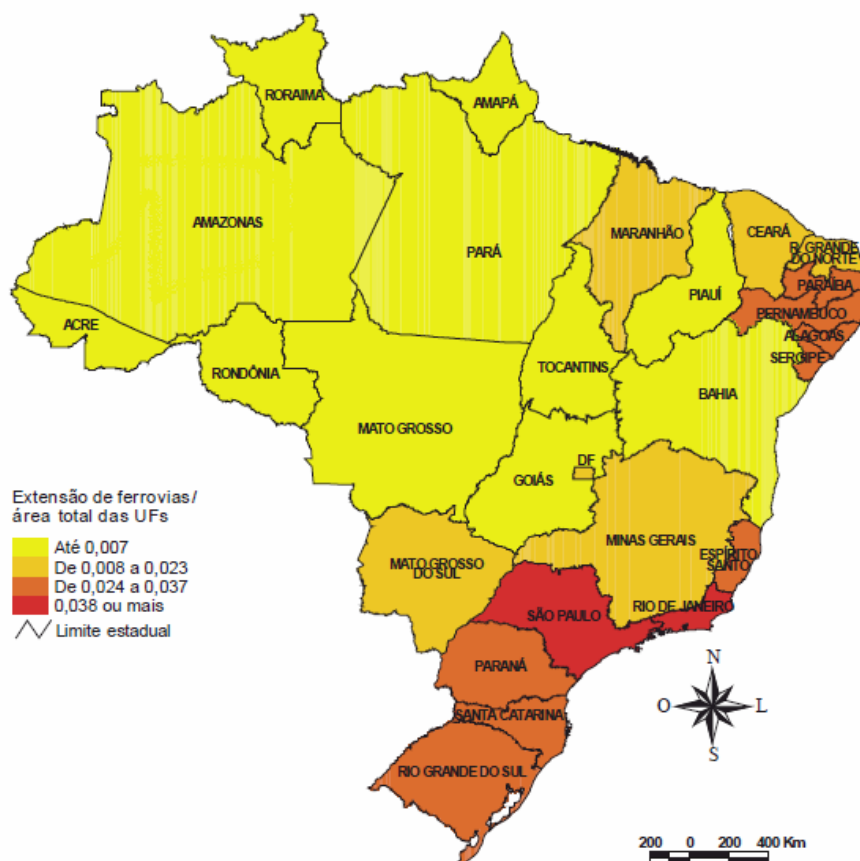 RORAIMA
AMAPÁ
AMAZONAS
PARÁ
MARANHÃO
CEARÁ
R. GRANDE
DO NORTE
PARAÍBA
PIAUÍ
PERNAMBUCO
ACRE
ALAGOAS
SERGIPE
TOCANTINS
RONDÔNIA
BAHIA
MATO GROSSO
DF
GOIÁS
Extensão de ferrovias/
área total das UFs
Até 0,007
De 0,008 a 0,023
De 0,024 a 0,037
0,038 ou mais
Limite estadual
MINAS GERAIS
ESPÍRITO
SANTO
MATO GROSSO
DO SUL
RIO DE JANEIRO
SÃO PAULO
PARANÁ
N
O L
S
SANTA CATARINA
RIO GRANDE DO SUL
200 0 200 400 Km